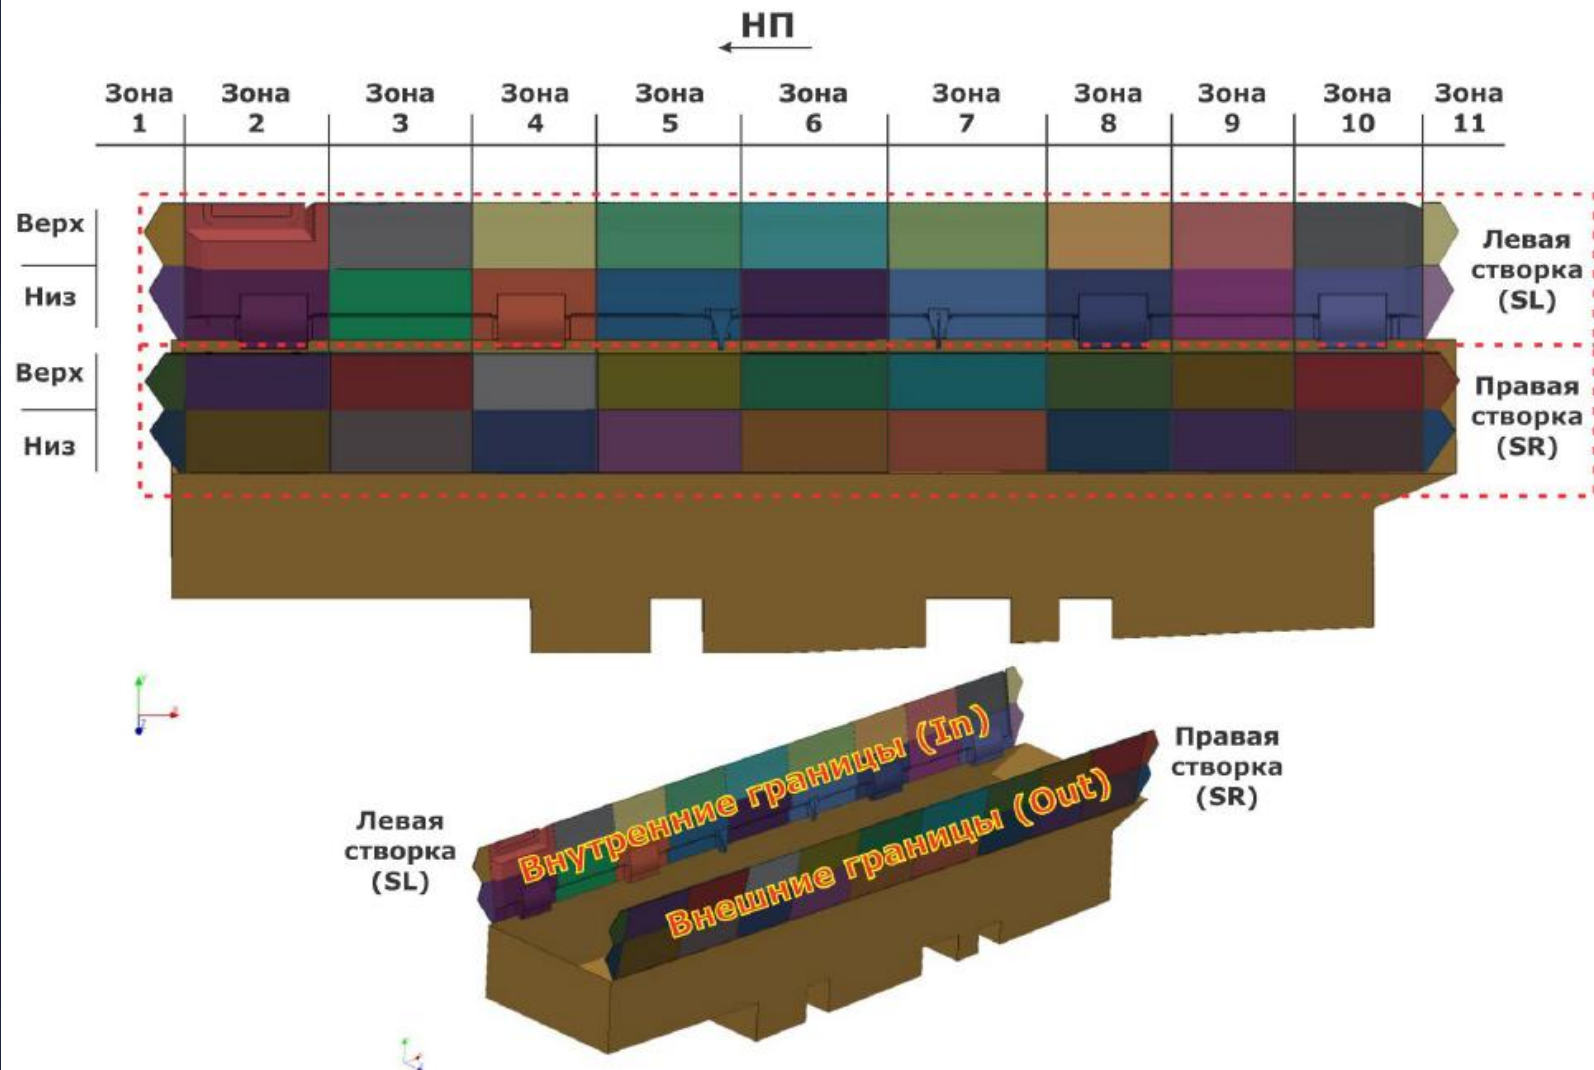 НП
Зона Зона Зона Зона Зона Зона Зона Зона Зона Зона Зона
1 2 3 4 5 6 7 8 9 10 11
Верх
Низ
Левая
створка
(SL)
Верх
Низ
Правая
створка
(SR)
Внутренние границы (In)
Внешние границы (Out)
Левая
створка
(SL)
Правая
створка
(SR)